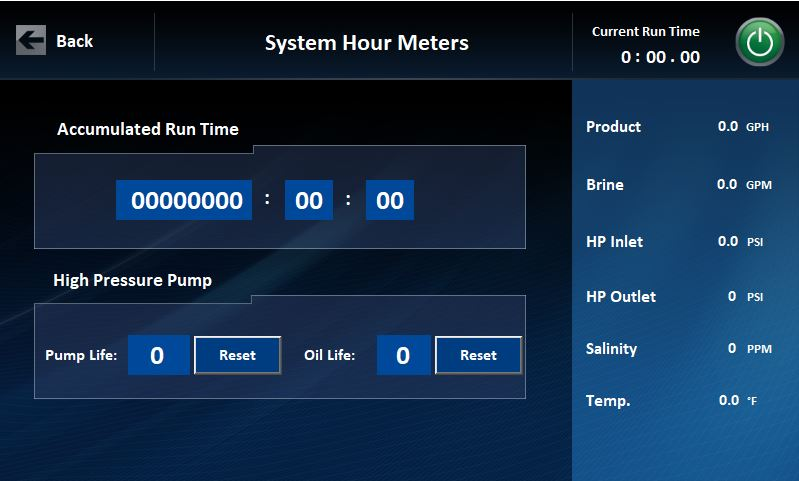 Back
System Hour Meters
Current Run Time
0 : 00 . 00
Accumulated Run Time
00000000 : 00 : 00
High Pressure Pump
Pump Life: 0 Reset Oil Life: 0 Reset
Product 0.0 GPH
Brine 0.0 GPM
HP Inlet 0.0 PSI
HP Outlet 0 PSI
Salinity 0 PPM
Temp. 0.0 °F